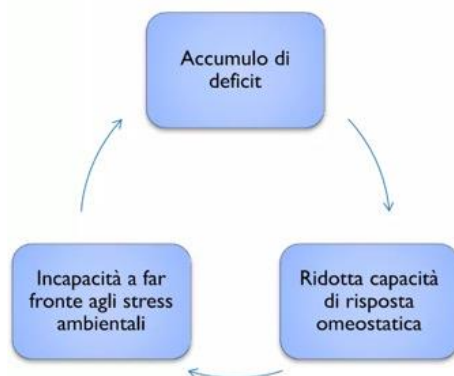 Accumulo di
deficit
Incapacità a far
fronte agli stress
ambientali
Ridotta capacità
di risposta
omeostatica